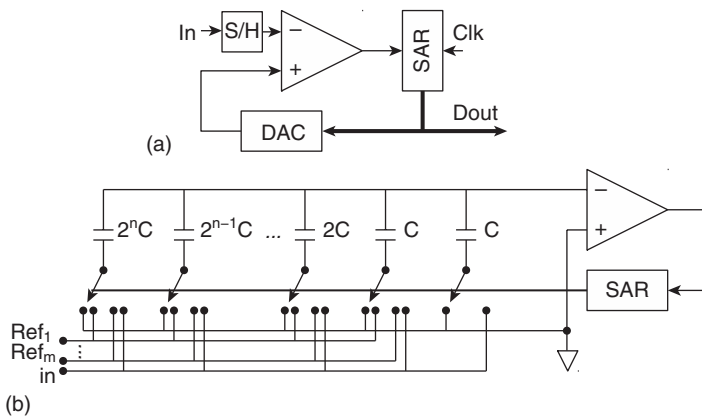 In S/H − SAR Clk
+
Dout
DAC
(a)
2ⁿC 2ⁿ⁻¹C ... 2C C C −
+
SAR
Ref₁
⋮
Refₘ
in
(b)